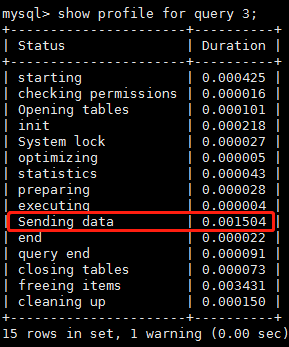 mysql> show profile for query 3;
+----------------------+----------+
| Status               | Duration |
+----------------------+----------+
| starting             | 0.000425 |
| checking permissions | 0.000016 |
| Opening tables       | 0.000101 |
| init                 | 0.000218 |
| System lock          | 0.000027 |
| optimizing           | 0.000005 |
| statistics           | 0.000043 |
| preparing            | 0.000028 |
| executing            | 0.000004 |
| Sending data         | 0.001504 |
| end                  | 0.000022 |
| query end            | 0.000091 |
| closing tables       | 0.000073 |
| freeing items        | 0.003431 |
| cleaning up          | 0.000150 |
+----------------------+----------+
15 rows in set, 1 warning (0.00 sec)